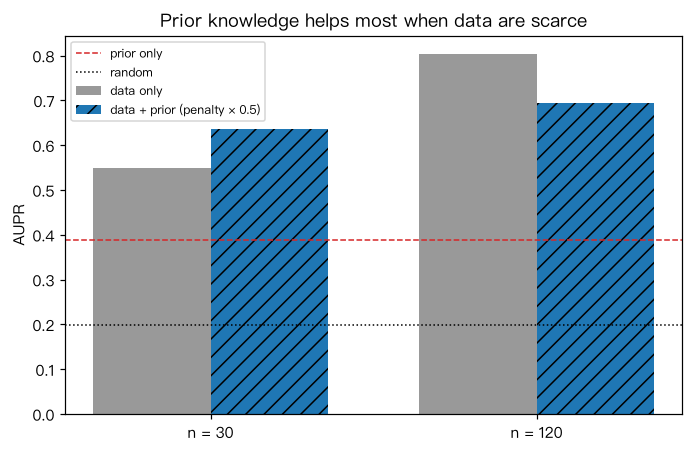 Prior knowledge helps most when data are scarce
prior only
random
data only
data + prior (penalty × 0.5)
AUPR
0.8
0.7
0.6
0.5
0.4
0.3
0.2
0.1
0.0
n = 30
n = 120